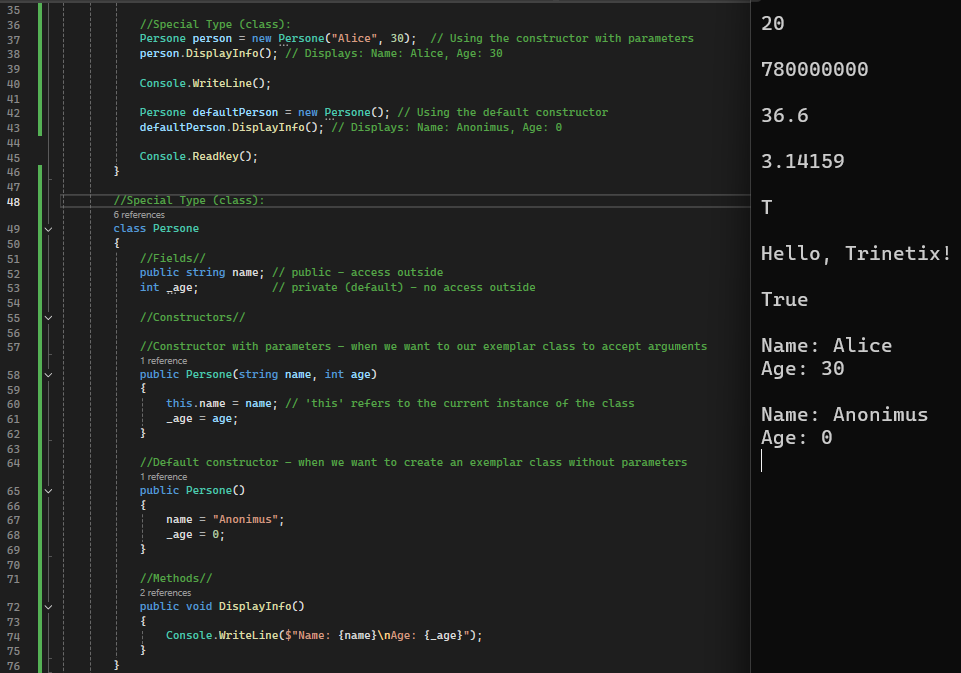 35
36 //Special Type (class):
37 Persone person = new Persone("Alice", 30);  // Using the constructor with parameters
38 person.DisplayInfo(); // Displays: Name: Alice, Age: 30
39
40 Console.WriteLine();
41
42 Persone defaultPerson = new Persone(); // Using the default constructor
43 defaultPerson.DisplayInfo(); // Displays: Name: Anonimus, Age: 0
44
45 Console.ReadKey();
46 }
47
48 //Special Type (class):
6 references
49 class Persone
50 {
51 //Fields//
52 public string name; // public – access outside
53 int _age;           // private (default) – no access outside
54
55 //Constructors//
56
57 //Constructor with parameters – when we want to our exemplar class to accept arguments
1 reference
58 public Persone(string name, int age)
59 {
60 this.name = name; // 'this' refers to the current instance of the class
61 _age = age;
62 }
63
64 //Default constructor – when we want to create an exemplar class without parameters
1 reference
65 public Persone()
66 {
67 name = "Anonimus";
68 _age = 0;
69 }
70
71 //Methods//
2 references
72 public void DisplayInfo()
73 {
74 Console.WriteLine($"Name: {name}\nAge: {_age}");
75 }
76 }
20
780000000
36.6
3.14159
T
Hello, Trinetix!
True
Name: Alice
Age: 30
Name: Anonimus
Age: 0